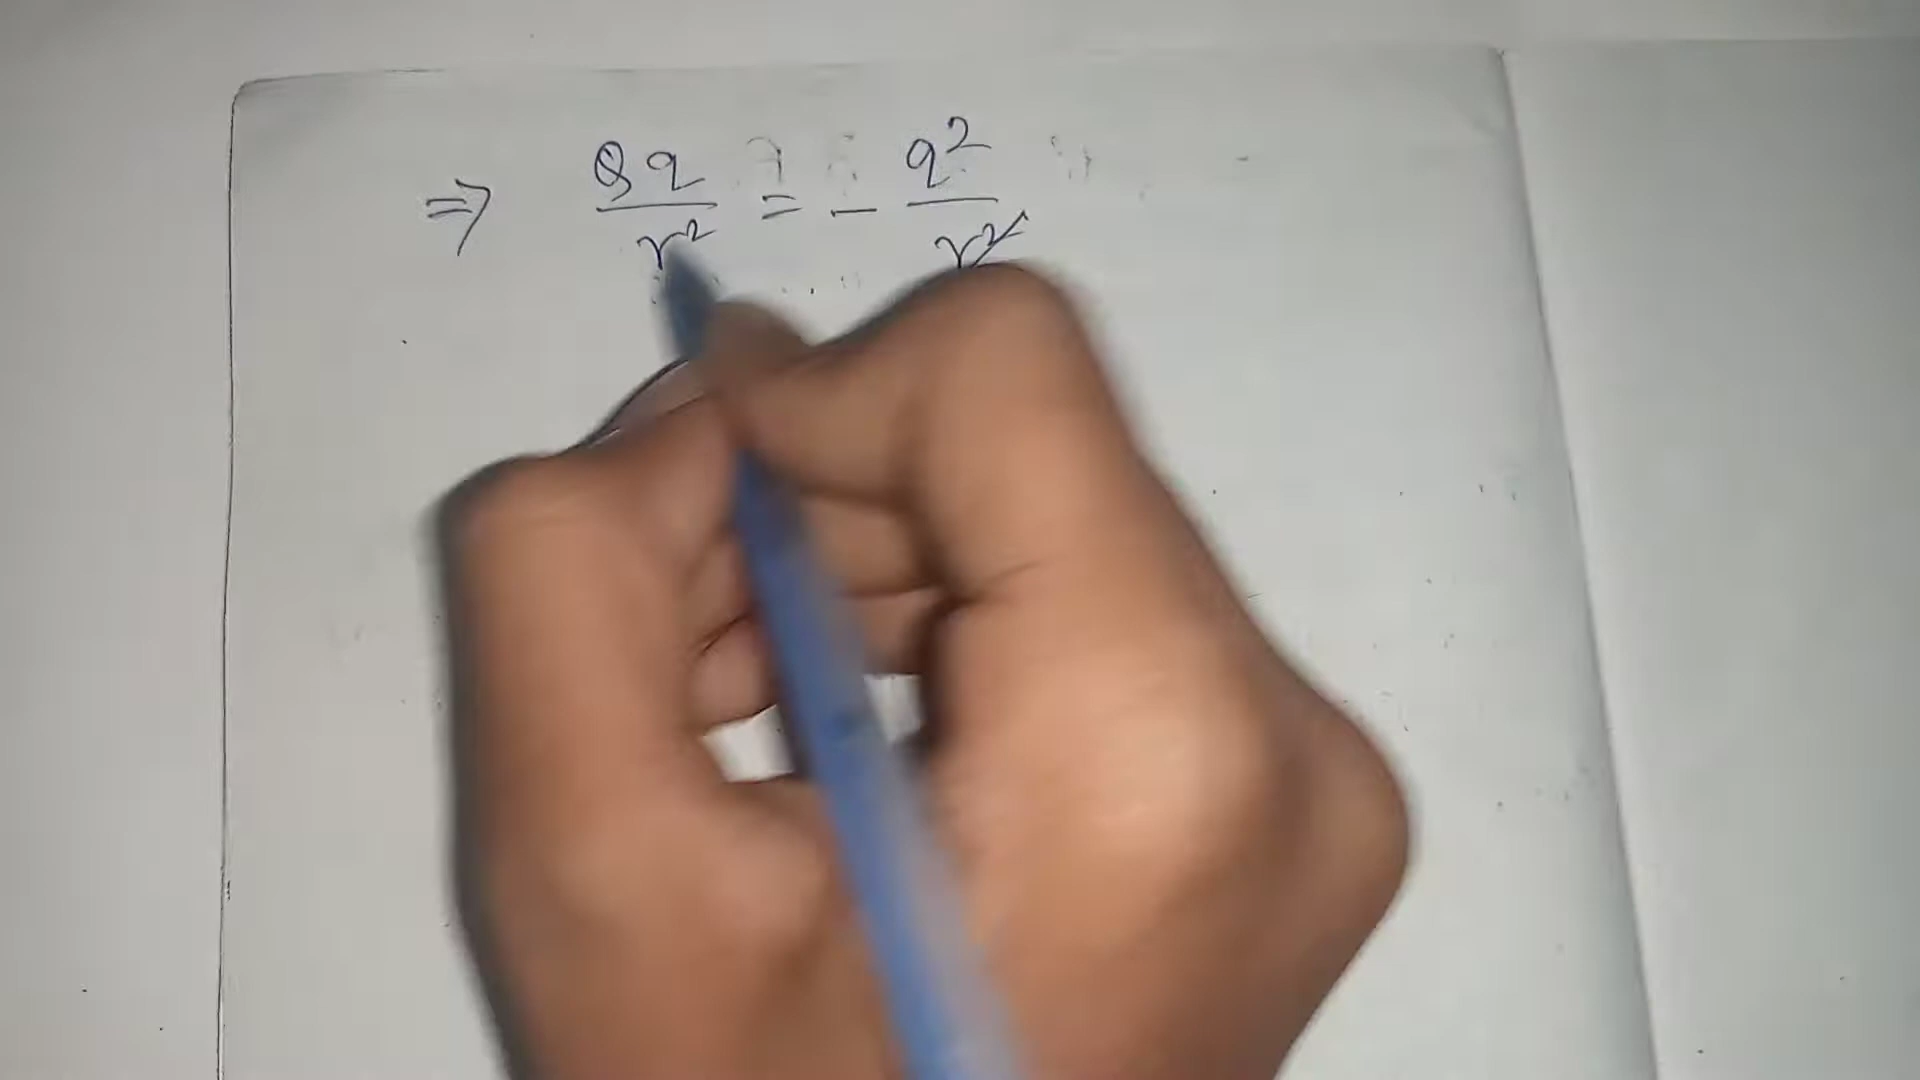 ⇒ Qq/r² = - q²/r²